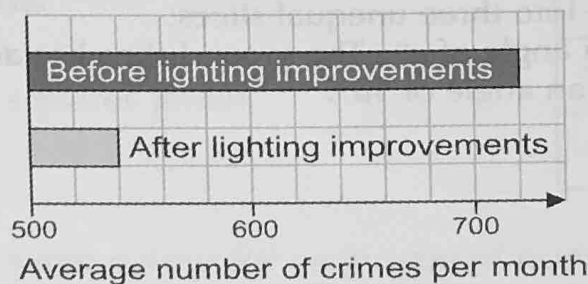 Before lighting improvements
After lighting improvements
500 600 700
Average number of crimes per month